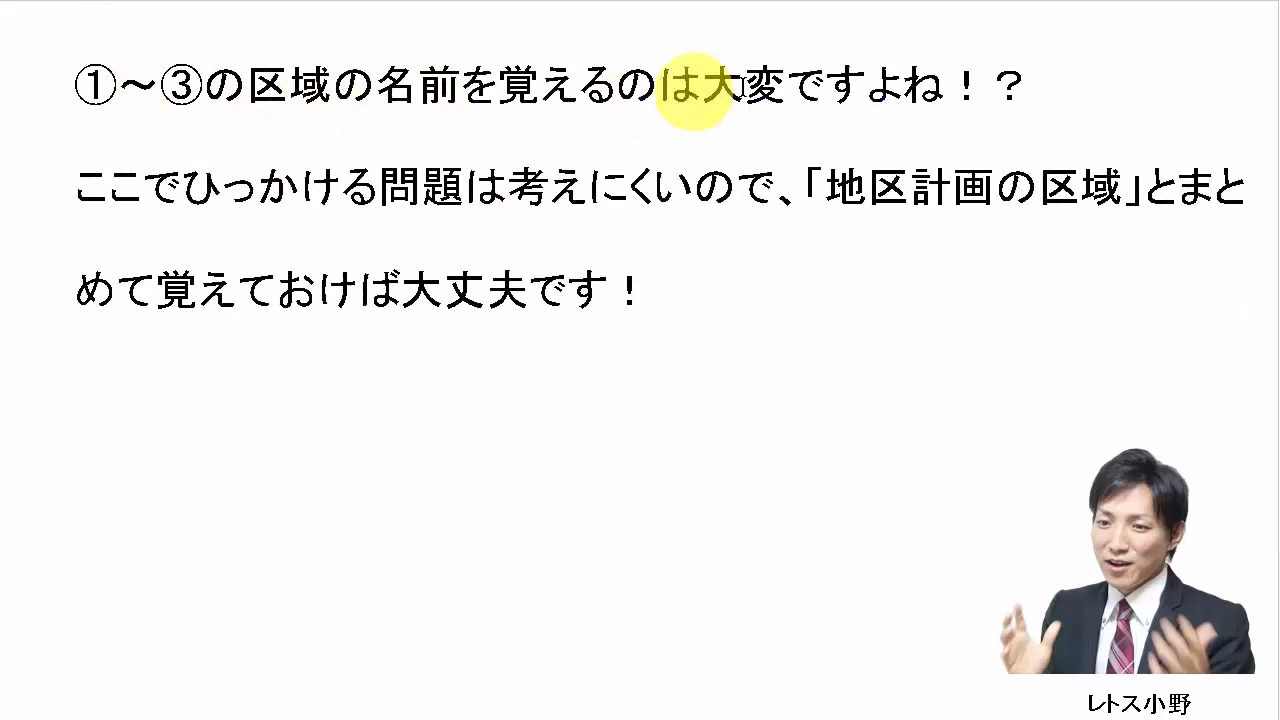 ①～③の区域の名前を覚えるのは大変ですよね！？
ここでひっかける問題は考えにくいので、「地区計画の区域」とまと
めて覚えておけば大丈夫です！
レトス小野